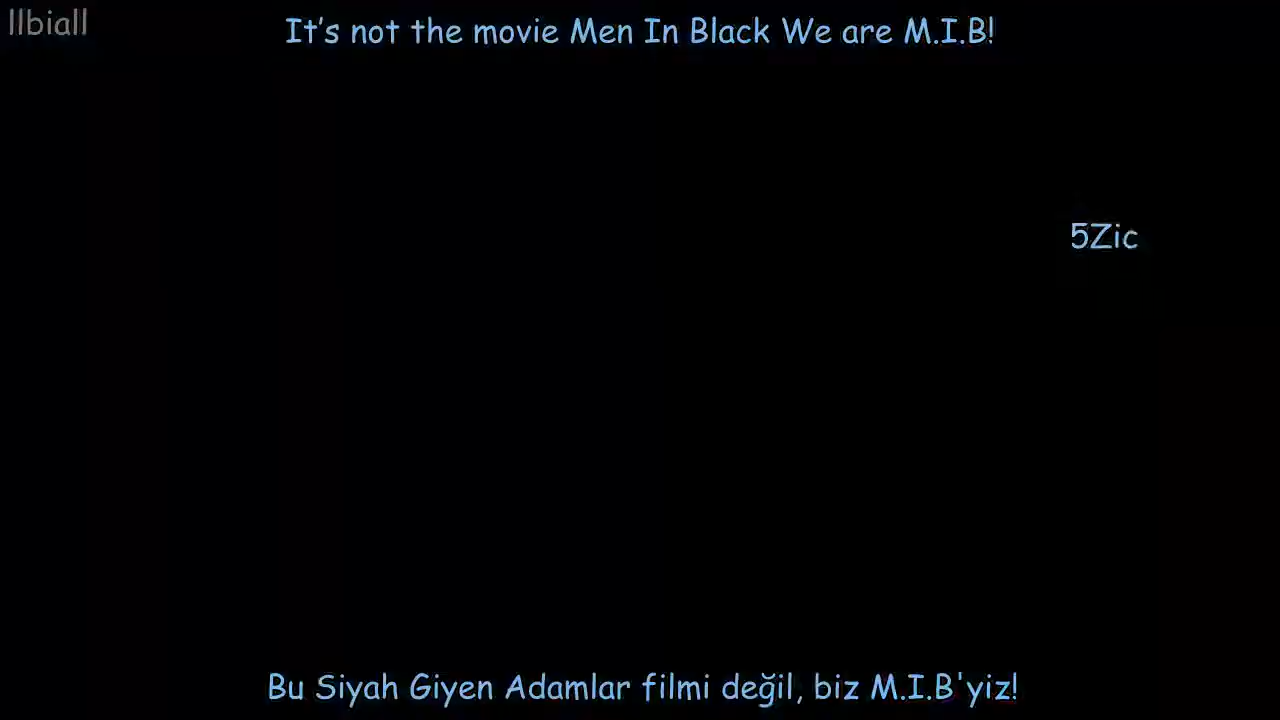 llbiall
It’s not the movie Men In Black We are M.I.B!
5Zic
Bu Siyah Giyen Adamlar filmi değil, biz M.I.B'yiz!